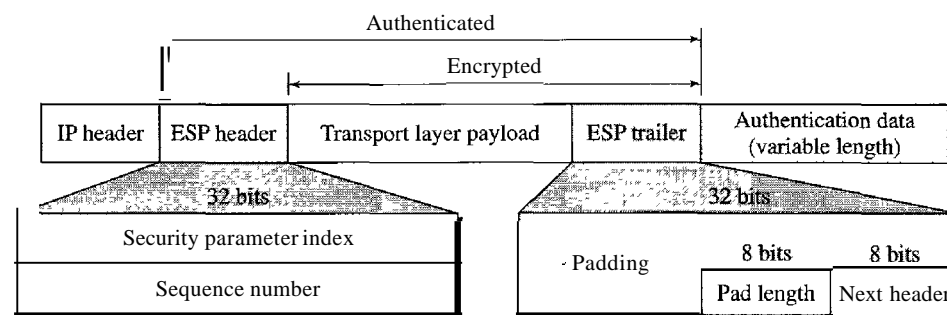 Authenticated
Encrypted
IP header
ESP header
Transport layer payload
ESP trailer
Authentication data
(variable length)
32 bits
32 bits
Security parameter index
Sequence number
Padding
8 bits
8 bits
Pad length
Next header